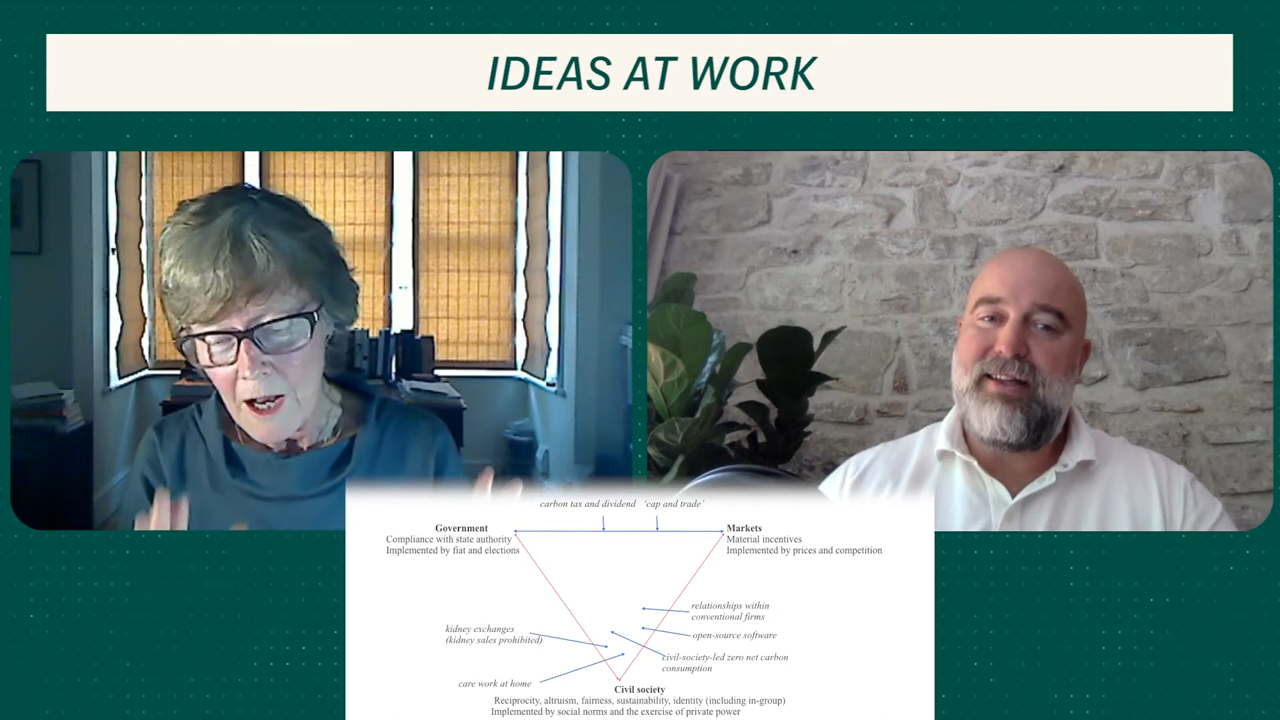 IDEAS AT WORK
carbon tax and dividend 'cap and trade'
Government
Compliance with state authority
Implemented by fiat and elections
Markets
Material incentives
Implemented by prices and competition
relationships within
conventional firms
kidney exchanges
(kidney sales prohibited)
open-source software
civil-society-led zero net carbon
consumption
care work at home
Civil society
Reciprocity, altruism, fairness, sustainability, identity (including in-group)
Implemented by social norms and the exercise of private power